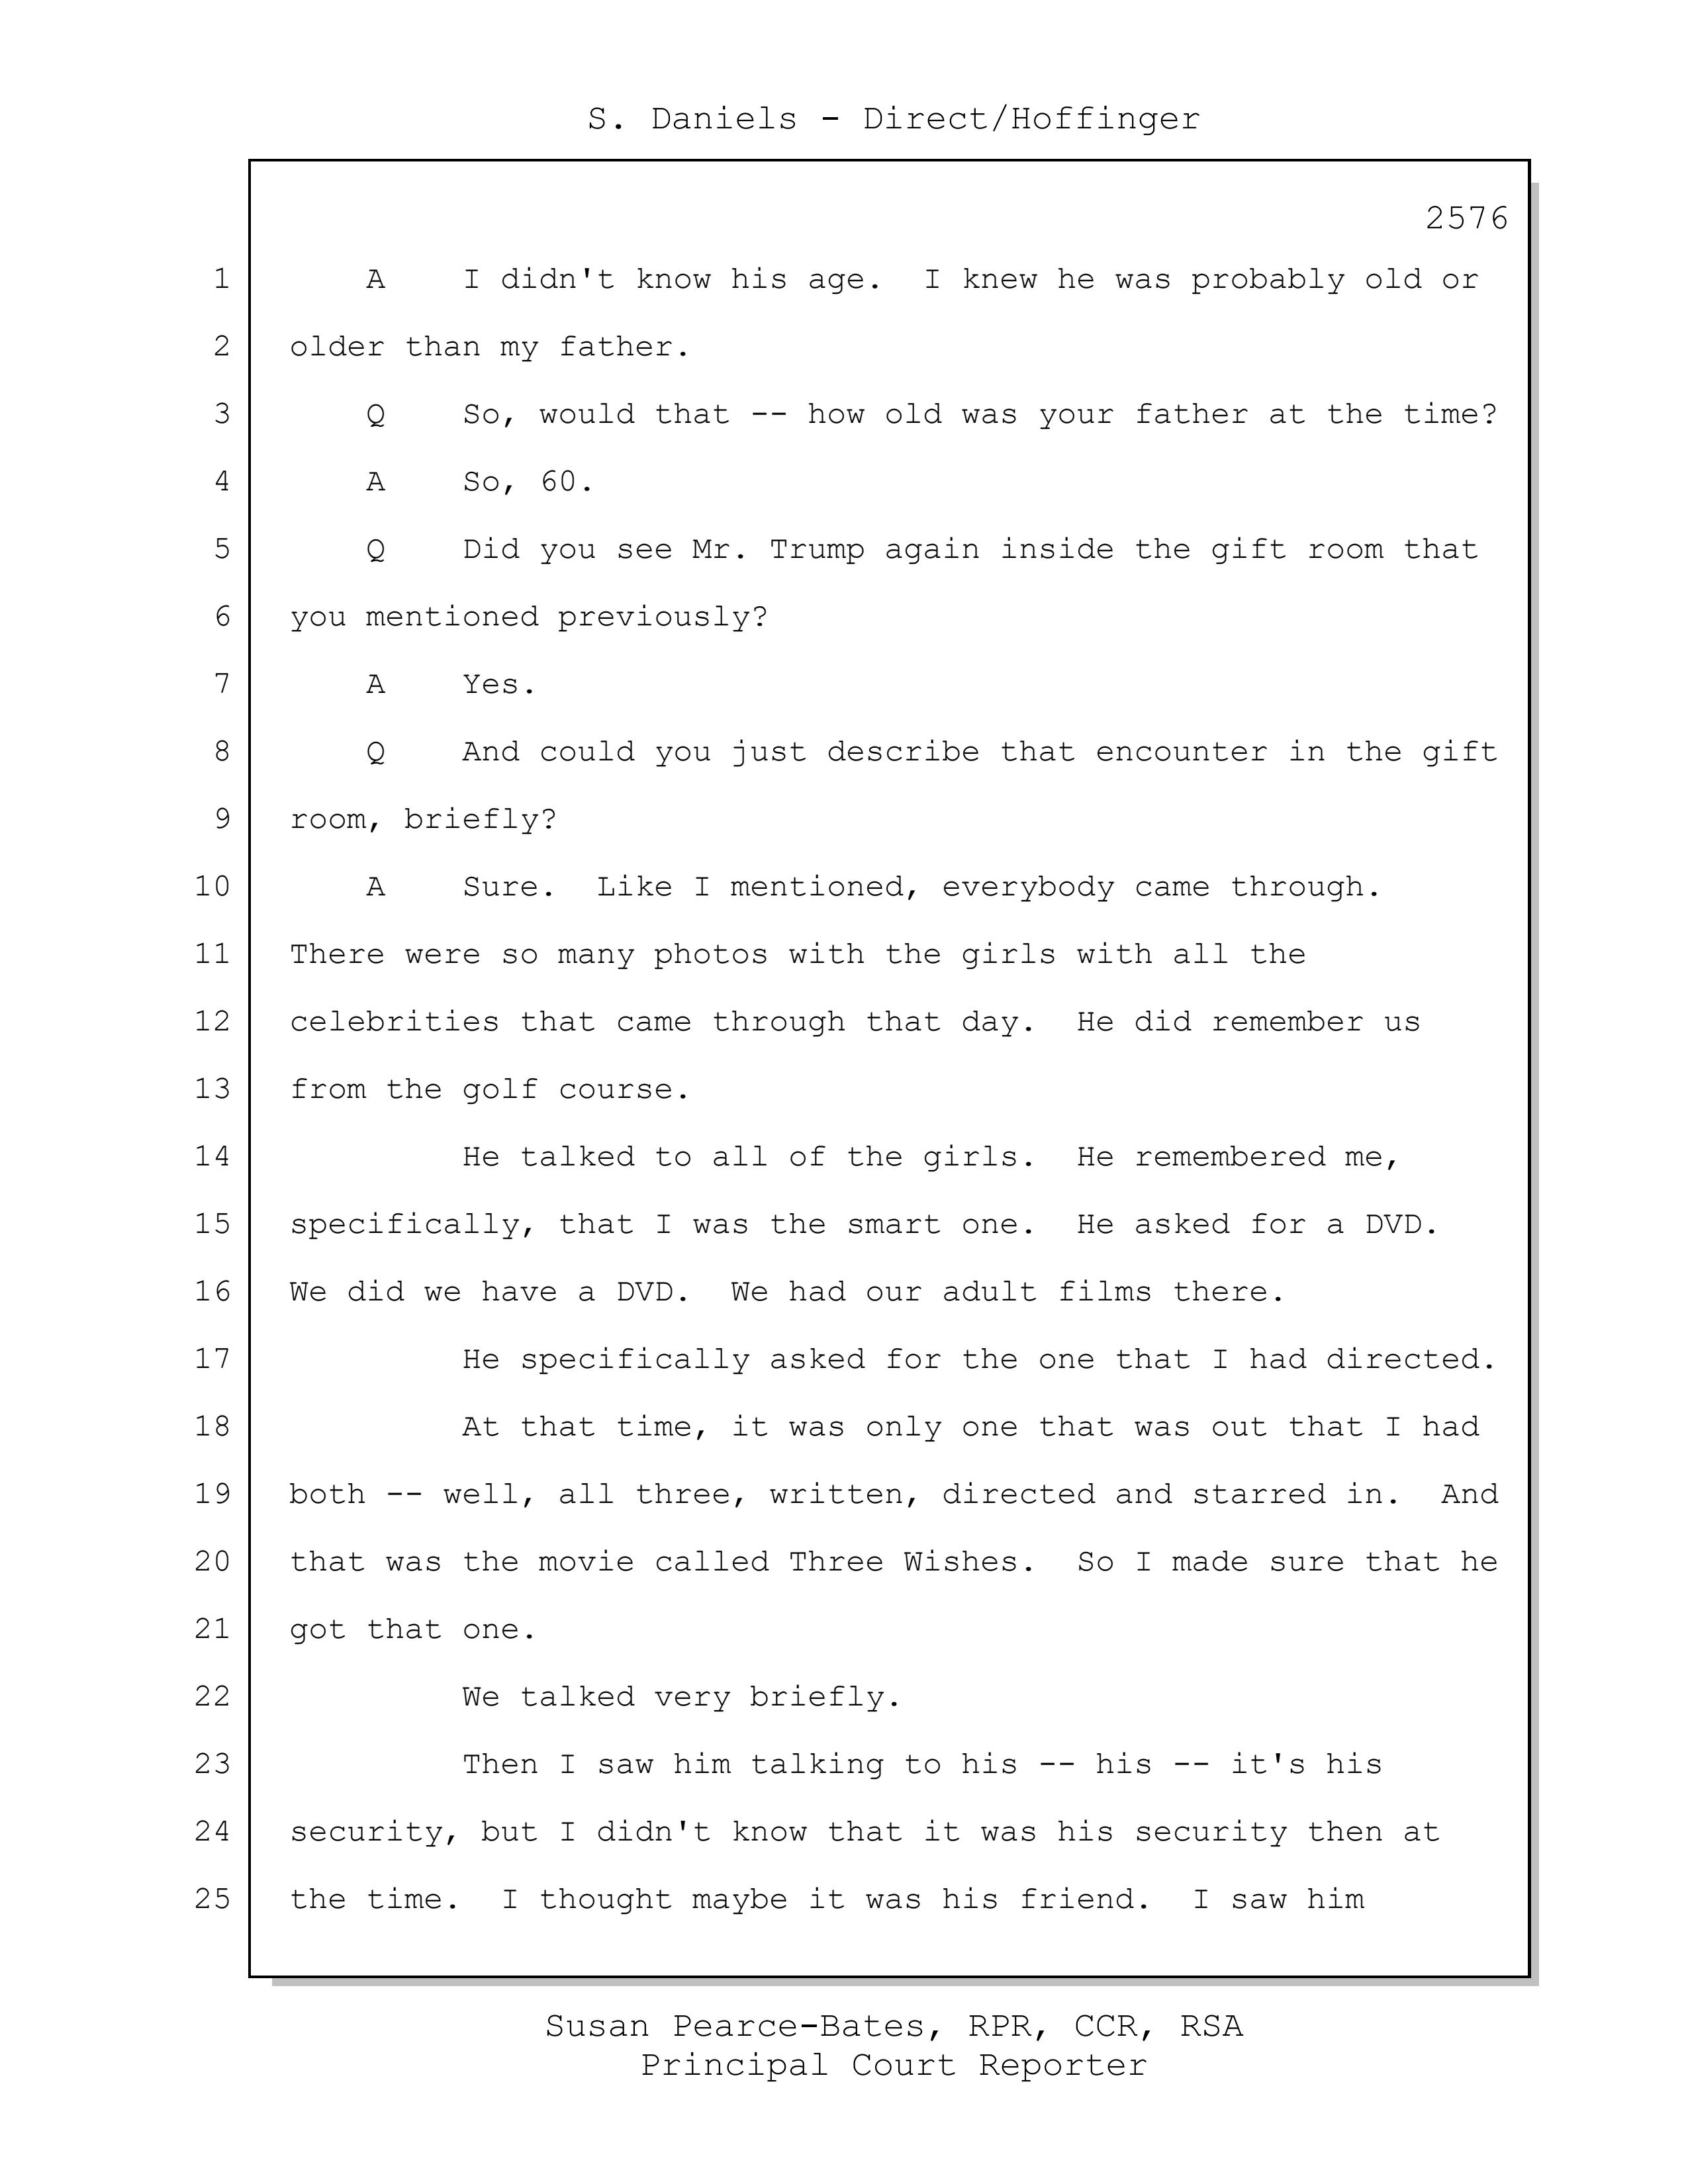 S. Daniels - Direct/Hoffinger
2576
1 A I didn't know his age. I knew he was probably old or
2 older than my father.
3 Q So, would that -- how old was your father at the time?
4 A So, 60.
5 Q Did you see Mr. Trump again inside the gift room that
6 you mentioned previously?
7 A Yes.
8 Q And could you just describe that encounter in the gift
9 room, briefly?
10 A Sure. Like I mentioned, everybody came through.
11 There were so many photos with the girls with all the
12 celebrities that came through that day. He did remember us
13 from the golf course.
14 He talked to all of the girls. He remembered me,
15 specifically, that I was the smart one. He asked for a DVD.
16 We did we have a DVD. We had our adult films there.
17 He specifically asked for the one that I had directed.
18 At that time, it was only one that was out that I had
19 both -- well, all three, written, directed and starred in. And
20 that was the movie called Three Wishes. So I made sure that he
21 got that one.
22 We talked very briefly.
23 Then I saw him talking to his -- his -- it's his
24 security, but I didn't know that it was his security then at
25 the time. I thought maybe it was his friend. I saw him
Susan Pearce-Bates, RPR, CCR, RSA
Principal Court Reporter